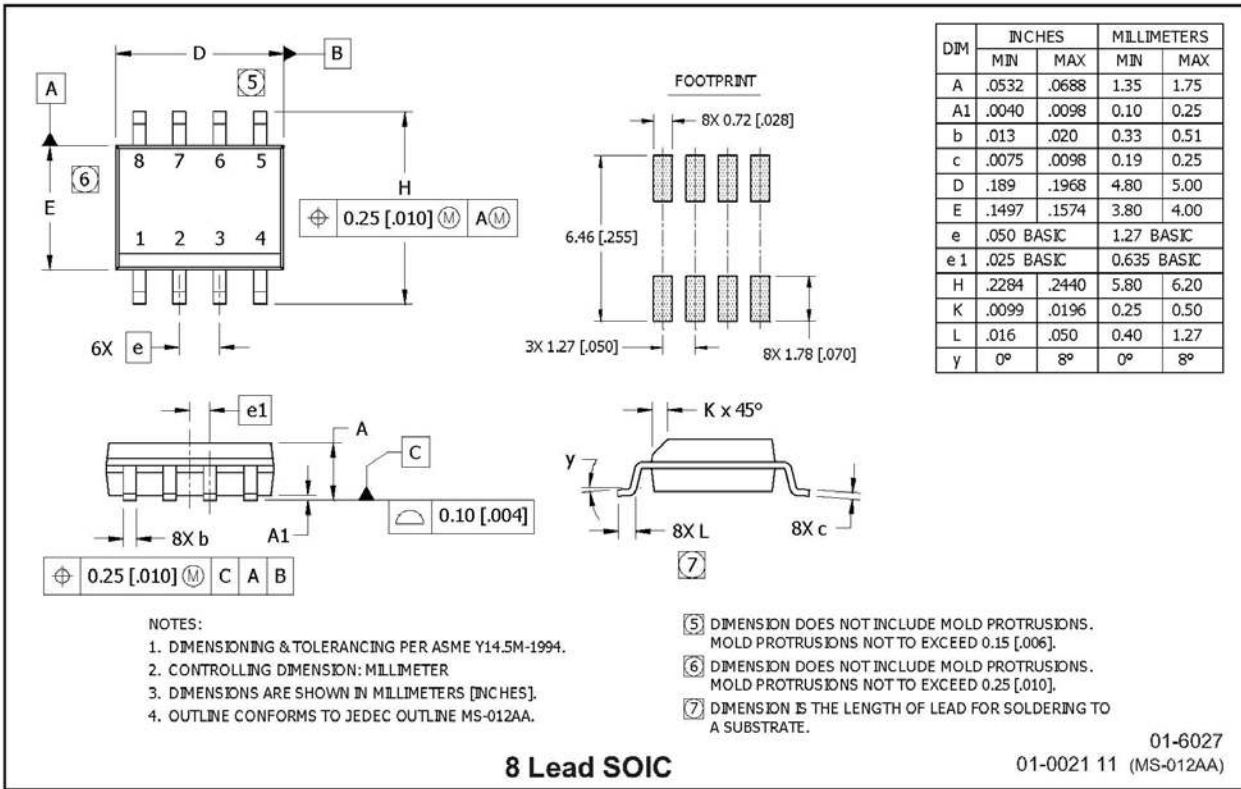 D
B
5
A
8 7 6 5
6
E
H
⌖ 0.25 [.010] Ⓜ AⓂ
1 2 3 4
6X e
FOOTPRINT
8X 0.72 [.028]
6.46 [.255]
3X 1.27 [.050]
8X 1.78 [.070]
DIM INCHES MILLIMETERS
MIN MAX MIN MAX
A .0532 .0688 1.35 1.75
A1 .0040 .0098 0.10 0.25
b .013 .020 0.33 0.51
c .0075 .0098 0.19 0.25
D .189 .1968 4.80 5.00
E .1497 .1574 3.80 4.00
e .050 BASIC 1.27 BASIC
e 1 .025 BASIC 0.635 BASIC
H .2284 .2440 5.80 6.20
K .0099 .0196 0.25 0.50
L .016 .050 0.40 1.27
y 0° 8° 0° 8°
e1
A
C
0.10 [.004]
8X b
A1
⌖ 0.25 [.010] Ⓜ C A B
K x 45°
y
8X L
8X c
7
NOTES:
1. DIMENSIONING & TOLERANCING PER ASME Y14.5M-1994.
2. CONTROLLING DIMENSION: MILLIMETER
3. DIMENSIONS ARE SHOWN IN MILLIMETERS [INCHES].
4. OUTLINE CONFORMS TO JEDEC OUTLINE MS-012AA.
5 DIMENSION DOES NOT INCLUDE MOLD PROTRUSIONS.
MOLD PROTRUSIONS NOT TO EXCEED 0.15 [.006].
6 DIMENSION DOES NOT INCLUDE MOLD PROTRUSIONS.
MOLD PROTRUSIONS NOT TO EXCEED 0.25 [.010].
7 DIMENSION IS THE LENGTH OF LEAD FOR SOLDERING TO
A SUBSTRATE.
8 Lead SOIC
01-6027
01-0021 11 (MS-012AA)